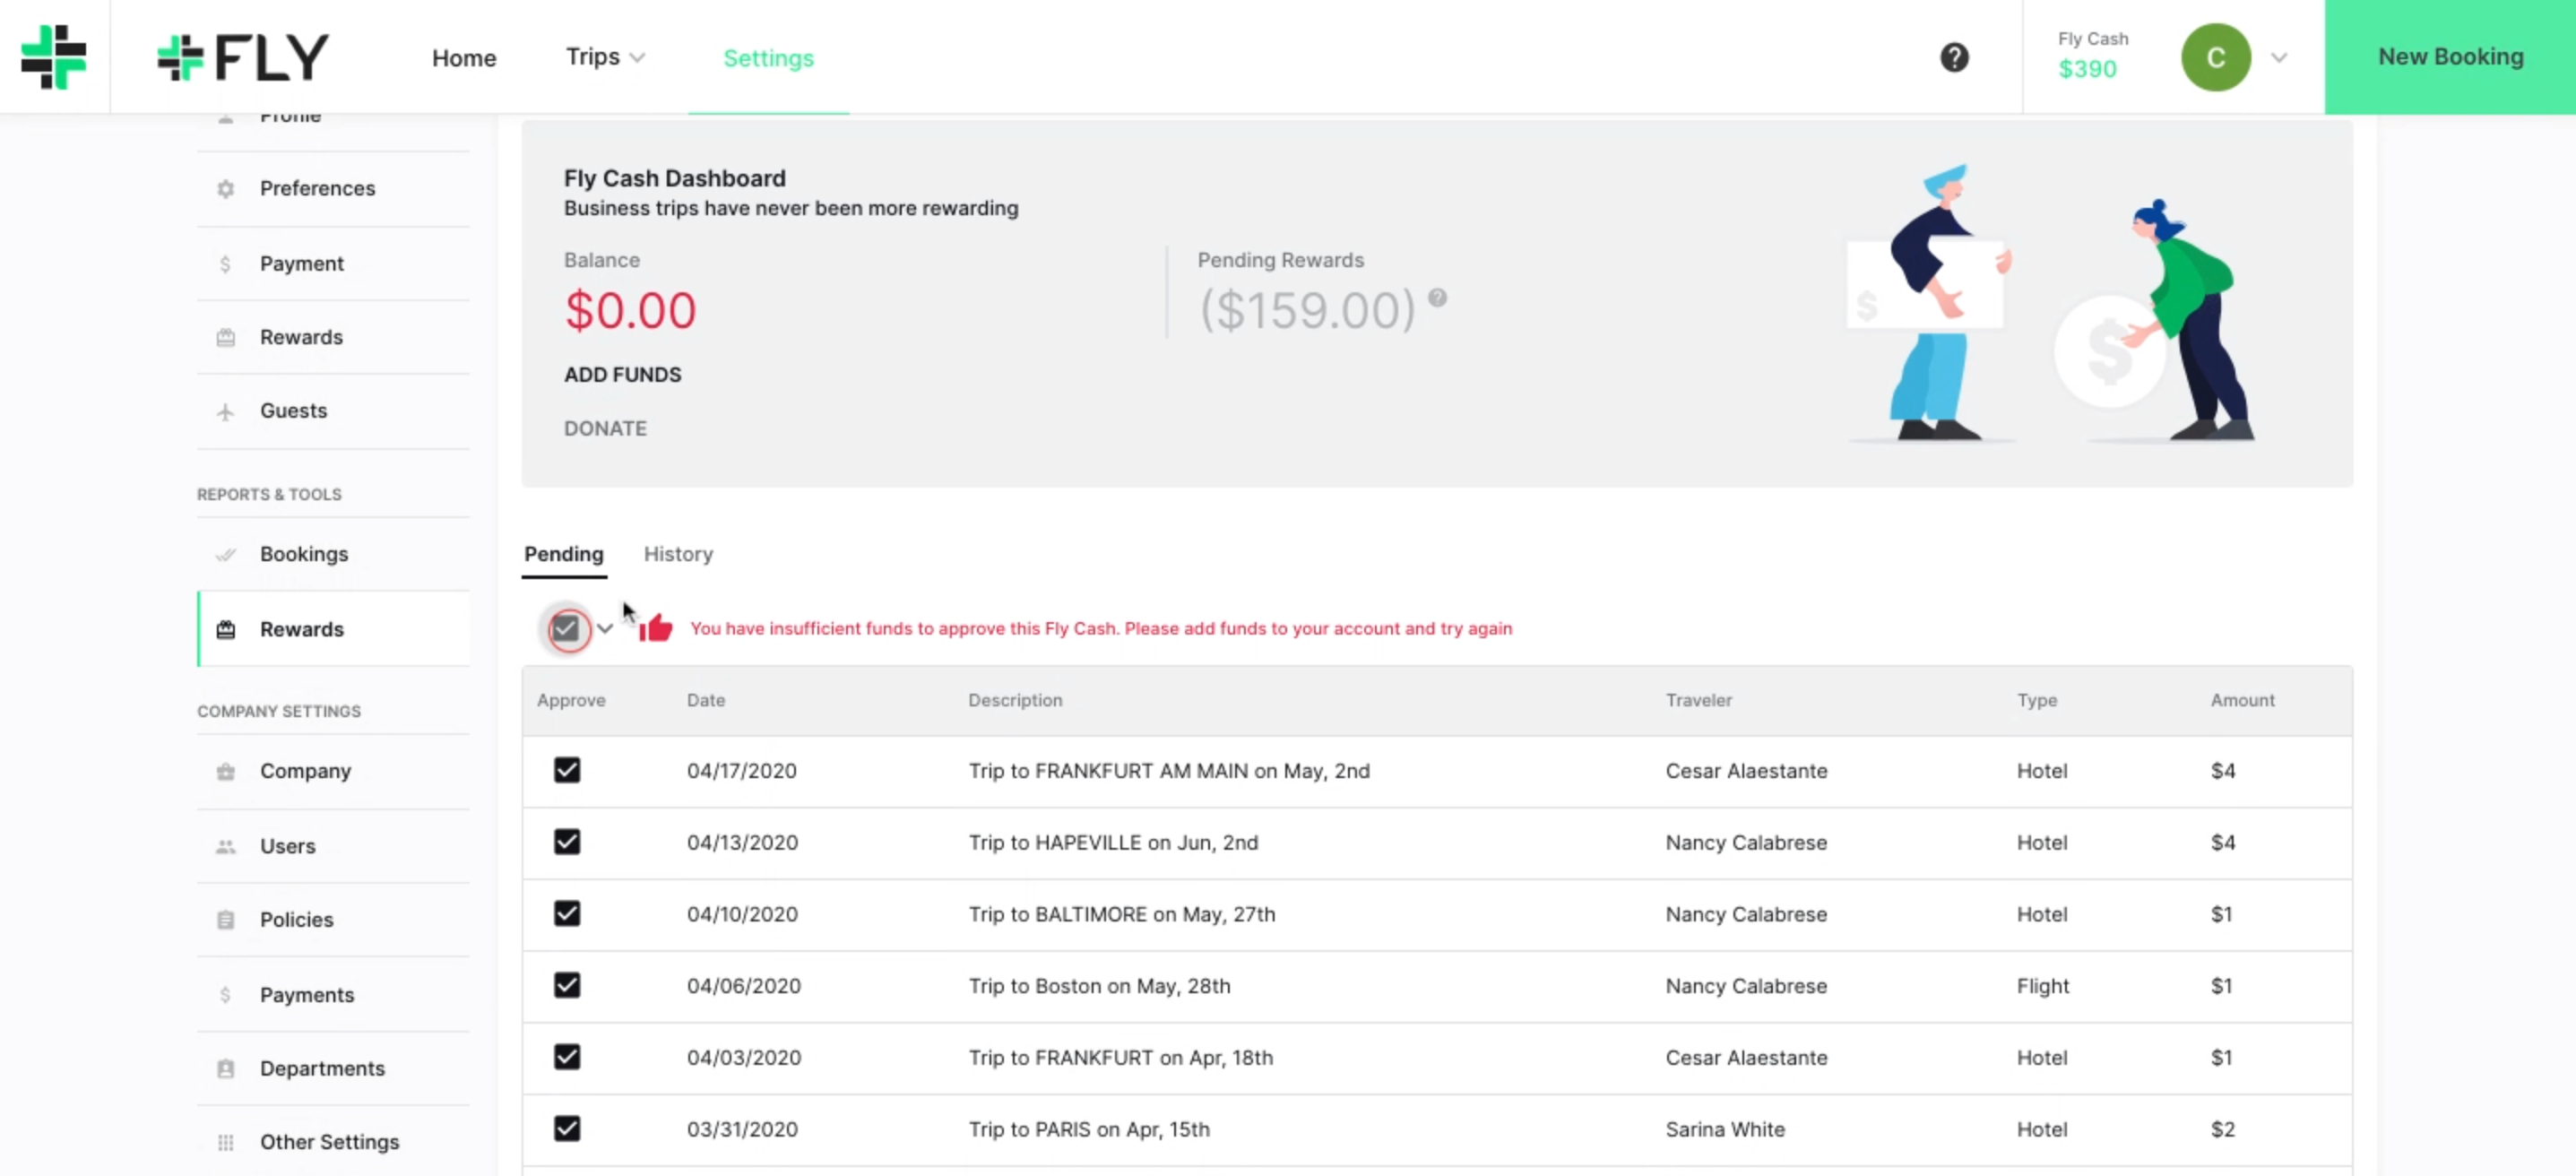 FLY
Home
Trips
Settings
?
Fly Cash
$390
C
New Booking
Profile
Preferences
$ Payment
Rewards
Guests
REPORTS & TOOLS
Bookings
Rewards
COMPANY SETTINGS
Company
Users
Policies
$ Payments
Departments
Other Settings
Fly Cash Dashboard
Business trips have never been more rewarding
Balance
$0.00
ADD FUNDS
DONATE
Pending Rewards
($159.00) ?
$
$
Pending
History
You have insufficient funds to approve this Fly Cash. Please add funds to your account and try again
Approve Date Description Traveler Type Amount
04/17/2020 Trip to FRANKFURT AM MAIN on May, 2nd Cesar Alaestante Hotel $4
04/13/2020 Trip to HAPEVILLE on Jun, 2nd Nancy Calabrese Hotel $4
04/10/2020 Trip to BALTIMORE on May, 27th Nancy Calabrese Hotel $1
04/06/2020 Trip to Boston on May, 28th Nancy Calabrese Flight $1
04/03/2020 Trip to FRANKFURT on Apr, 18th Cesar Alaestante Hotel $1
03/31/2020 Trip to PARIS on Apr, 15th Sarina White Hotel $2